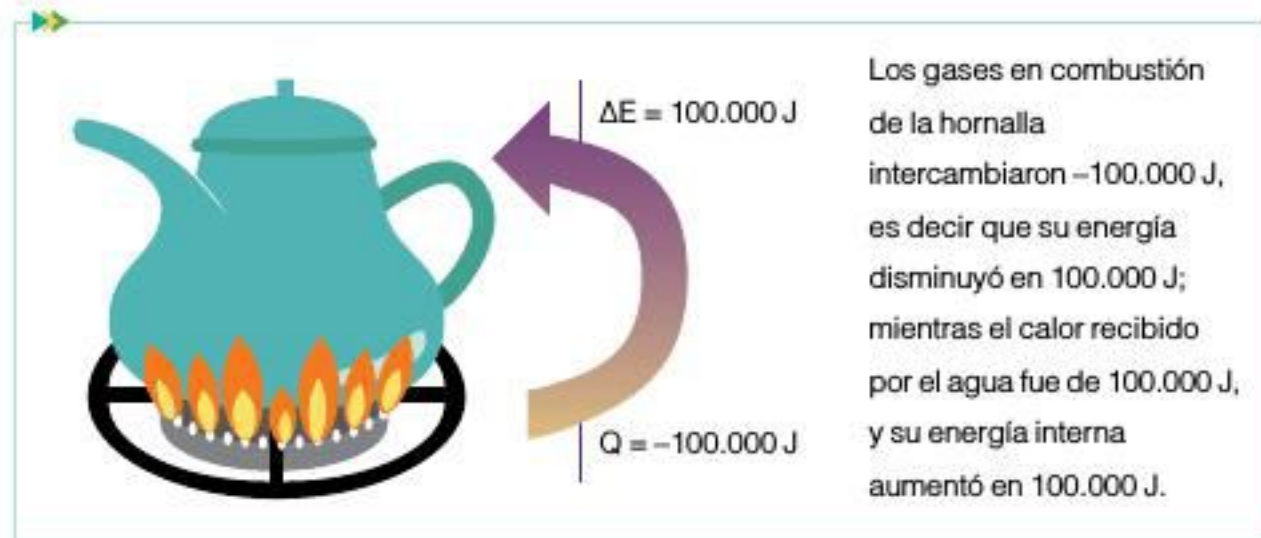 ΔE = 100.000 J
Q = –100.000 J
Los gases en combustión
de la hornalla
intercambiaron –100.000 J,
es decir que su energía
disminuyó en 100.000 J;
mientras el calor recibido
por el agua fue de 100.000 J,
y su energía interna
aumentó en 100.000 J.